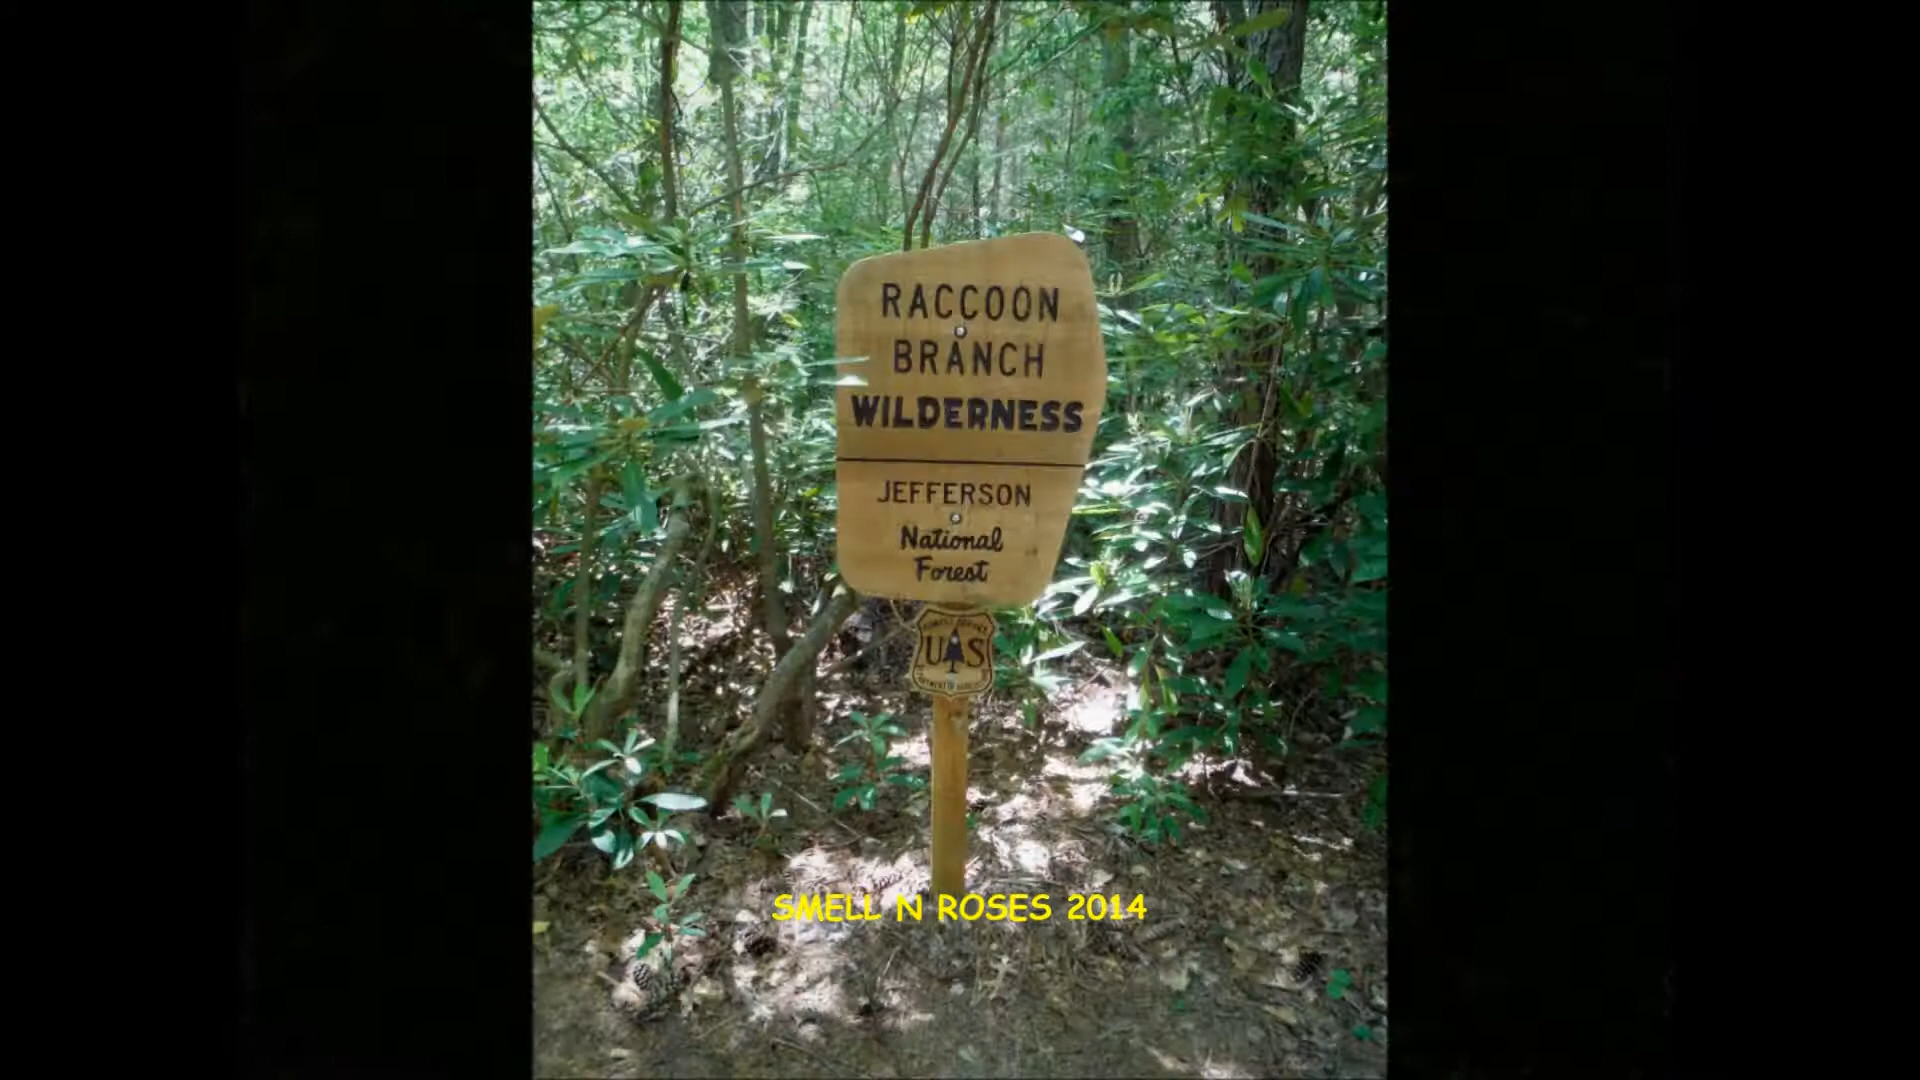 RACCOON
BRANCH
WILDERNESS
JEFFERSON
National
Forest
U S
SMELL N ROSES 2014